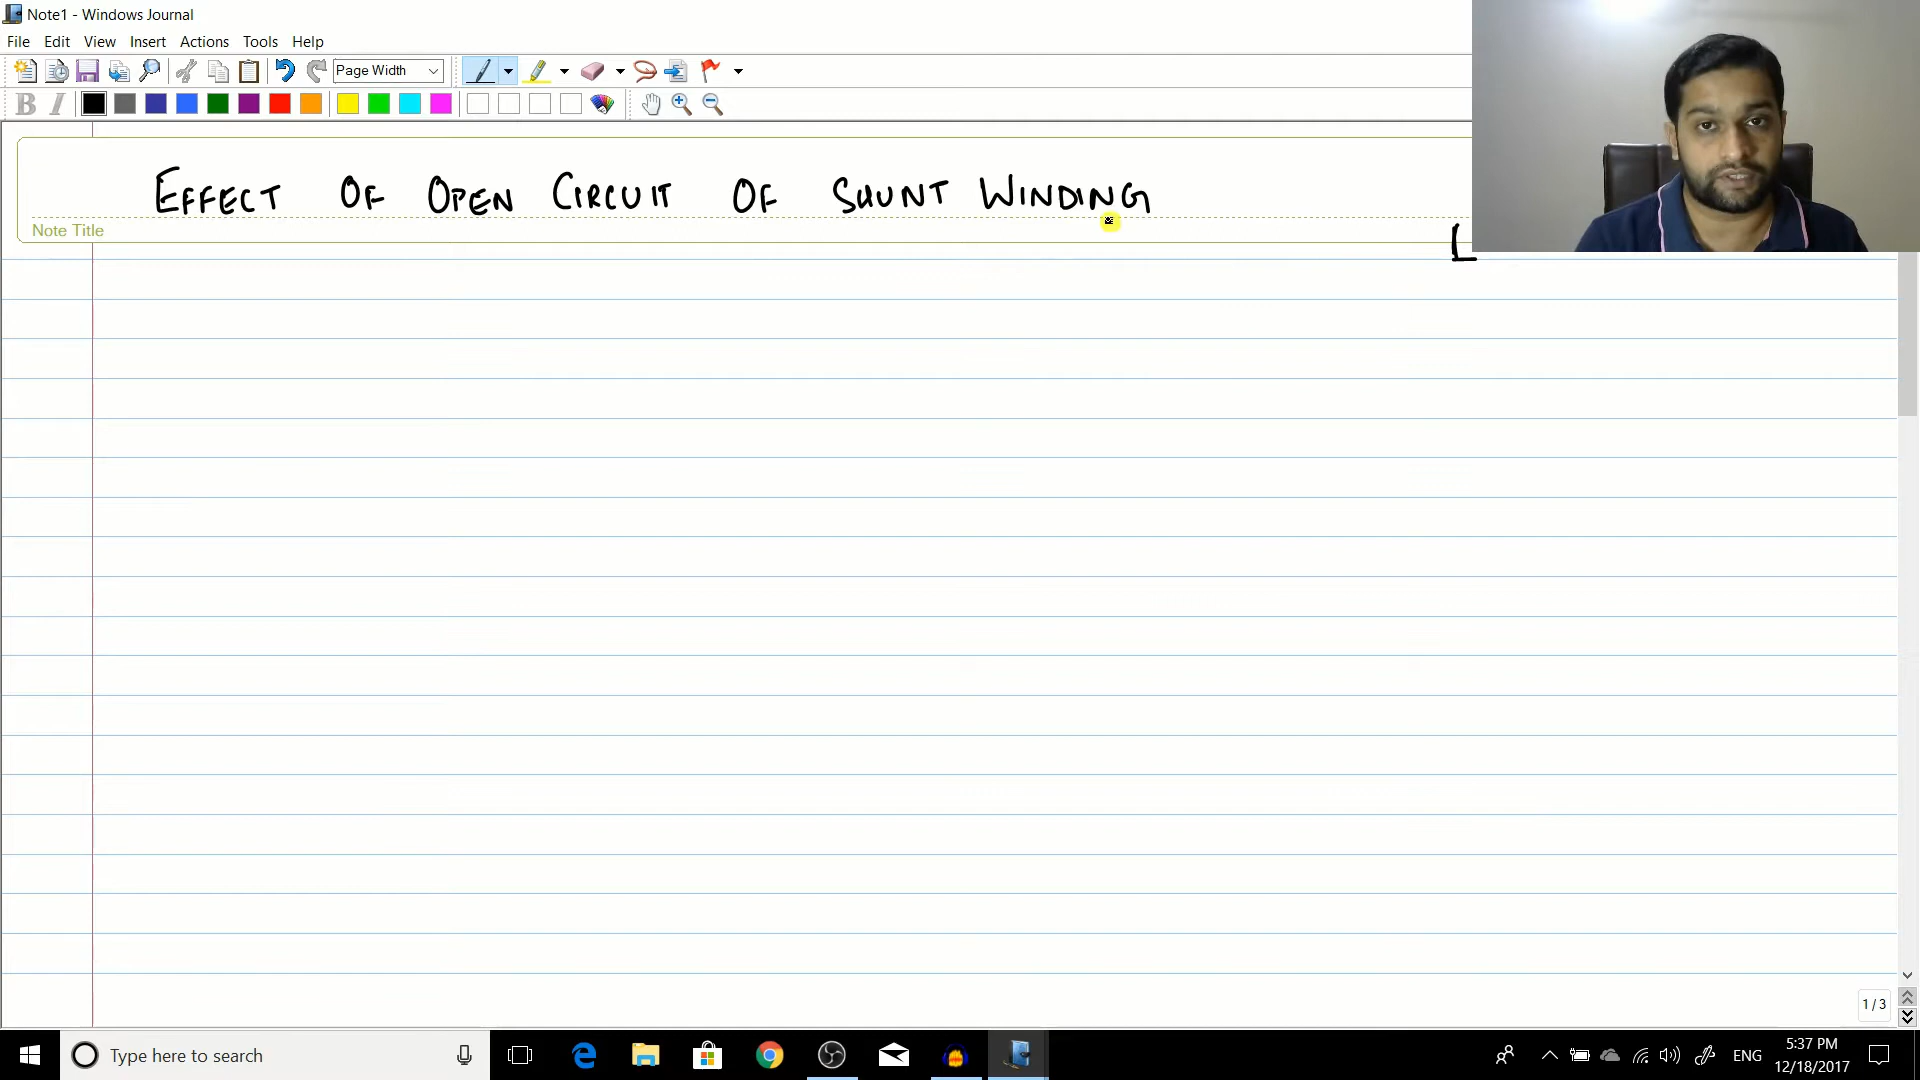 Note1 - Windows Journal
File Edit View Insert Actions Tools Help
Page Width
B I
EFFECT OF OPEN CIRCUIT OF SHUNT WINDING
Note Title
L
1 / 3
Type here to search
ENG
5:37 PM
12/18/2017